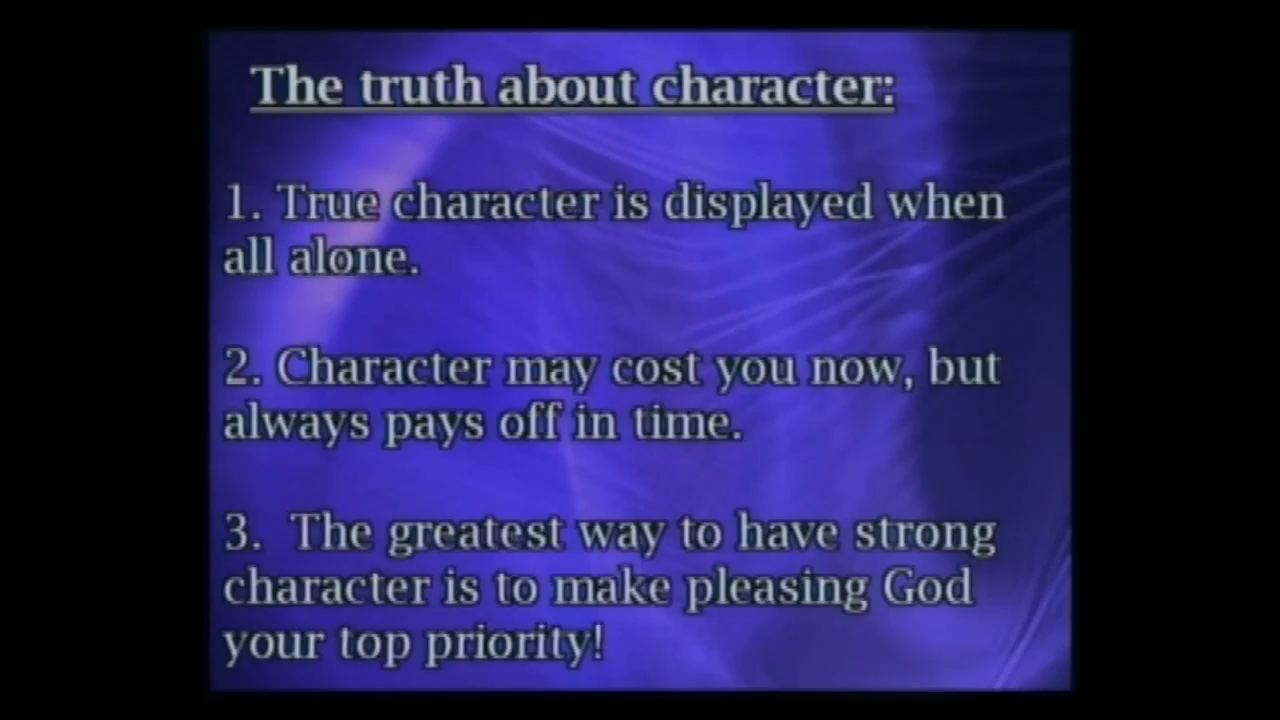 The truth about character:
1. True character is displayed when
all alone.
2. Character may cost you now, but
always pays off in time.
3.  The greatest way to have strong
character is to make pleasing God
your top priority!